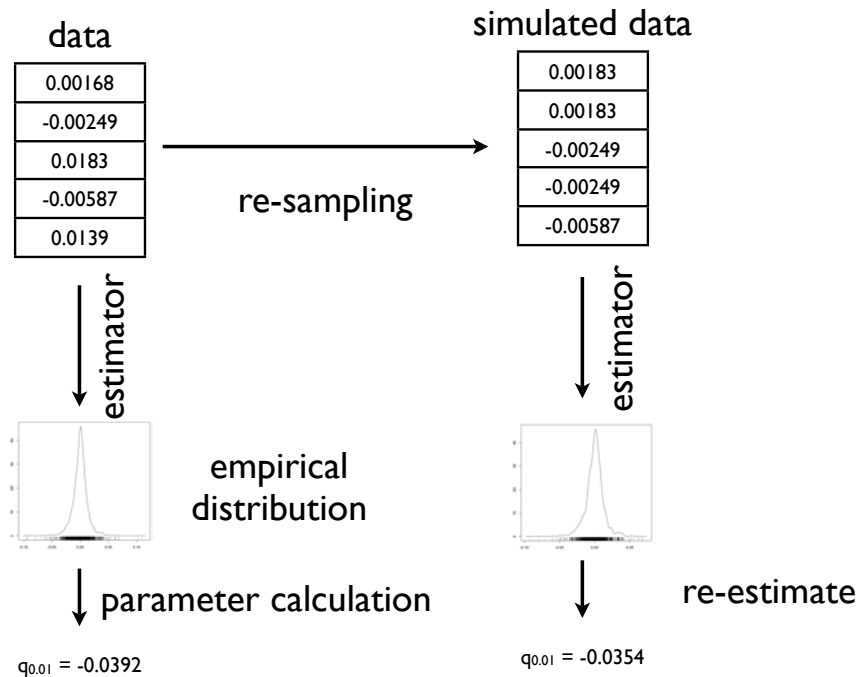 data
0.00168
-0.00249
0.0183
-0.00587
0.0139
re-sampling
simulated data
0.00183
0.00183
-0.00249
-0.00249
-0.00587
estimator
estimator
empirical
distribution
parameter calculation
re-estimate
q0.01 = -0.0392
q0.01 = -0.0354